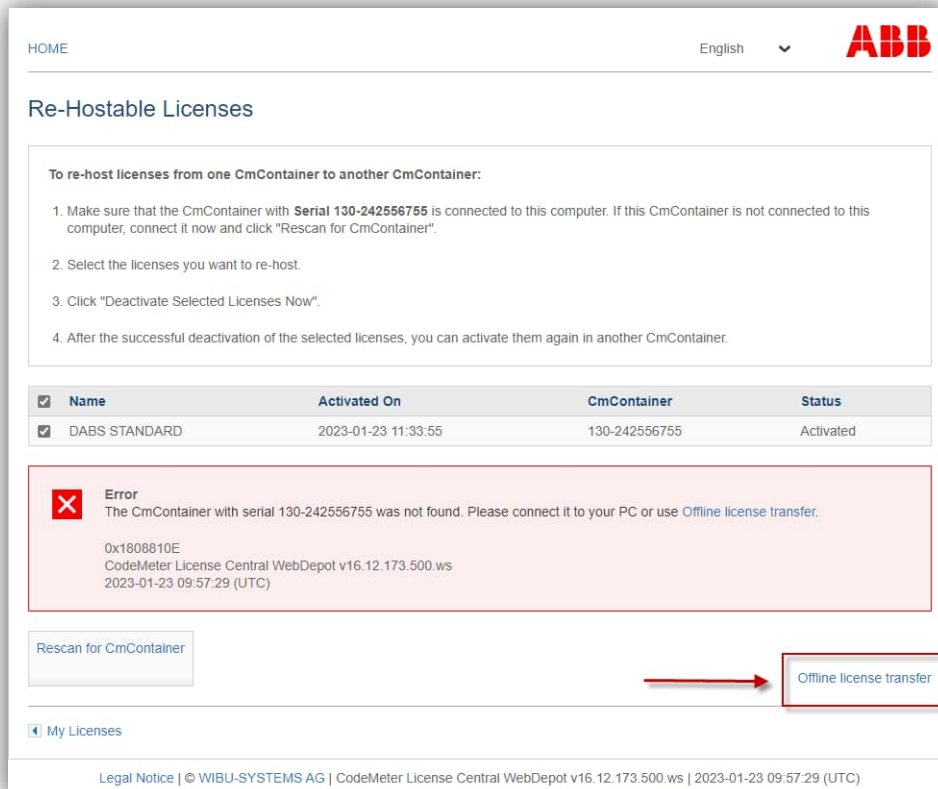 HOME
English
ABB
Re-Hostable Licenses
To re-host licenses from one CmContainer to another CmContainer:
1. Make sure that the CmContainer with Serial 130-242556755 is connected to this computer. If this CmContainer is not connected to this
computer, connect it now and click "Rescan for CmContainer".
2. Select the licenses you want to re-host.
3. Click "Deactivate Selected Licenses Now".
4. After the successful deactivation of the selected licenses, you can activate them again in another CmContainer.
Name Activated On CmContainer Status
DABS STANDARD 2023-01-23 11:33:55 130-242556755 Activated
Error
The CmContainer with serial 130-242556755 was not found. Please connect it to your PC or use Offline license transfer.
0x1808810E
CodeMeter License Central WebDepot v16.12.173.500.ws
2023-01-23 09:57:29 (UTC)
Rescan for CmContainer
Offline license transfer
My Licenses
Legal Notice | © WIBU-SYSTEMS AG | CodeMeter License Central WebDepot v16.12.173.500.ws | 2023-01-23 09:57:29 (UTC)